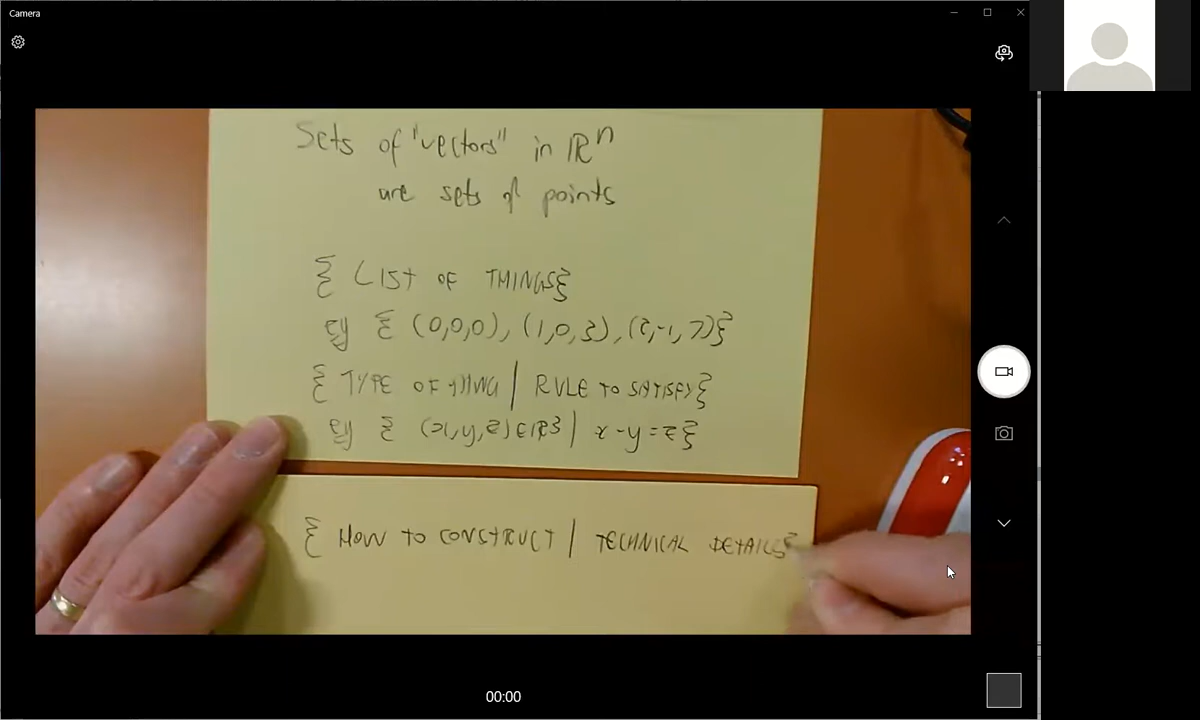 Camera
Sets of "vectors" in ℝⁿ
are sets of points
{ LIST OF THINGS}
eg { (0,0,0), (1,0,3), (2,-1,7)}
{ TYPE OF THING | RULE TO SATISFY}
eg { (x,y,z)∈ℝ³ | x-y=z}
{ HOW TO CONSTRUCT | TECHNICAL DETAILS}
00:00